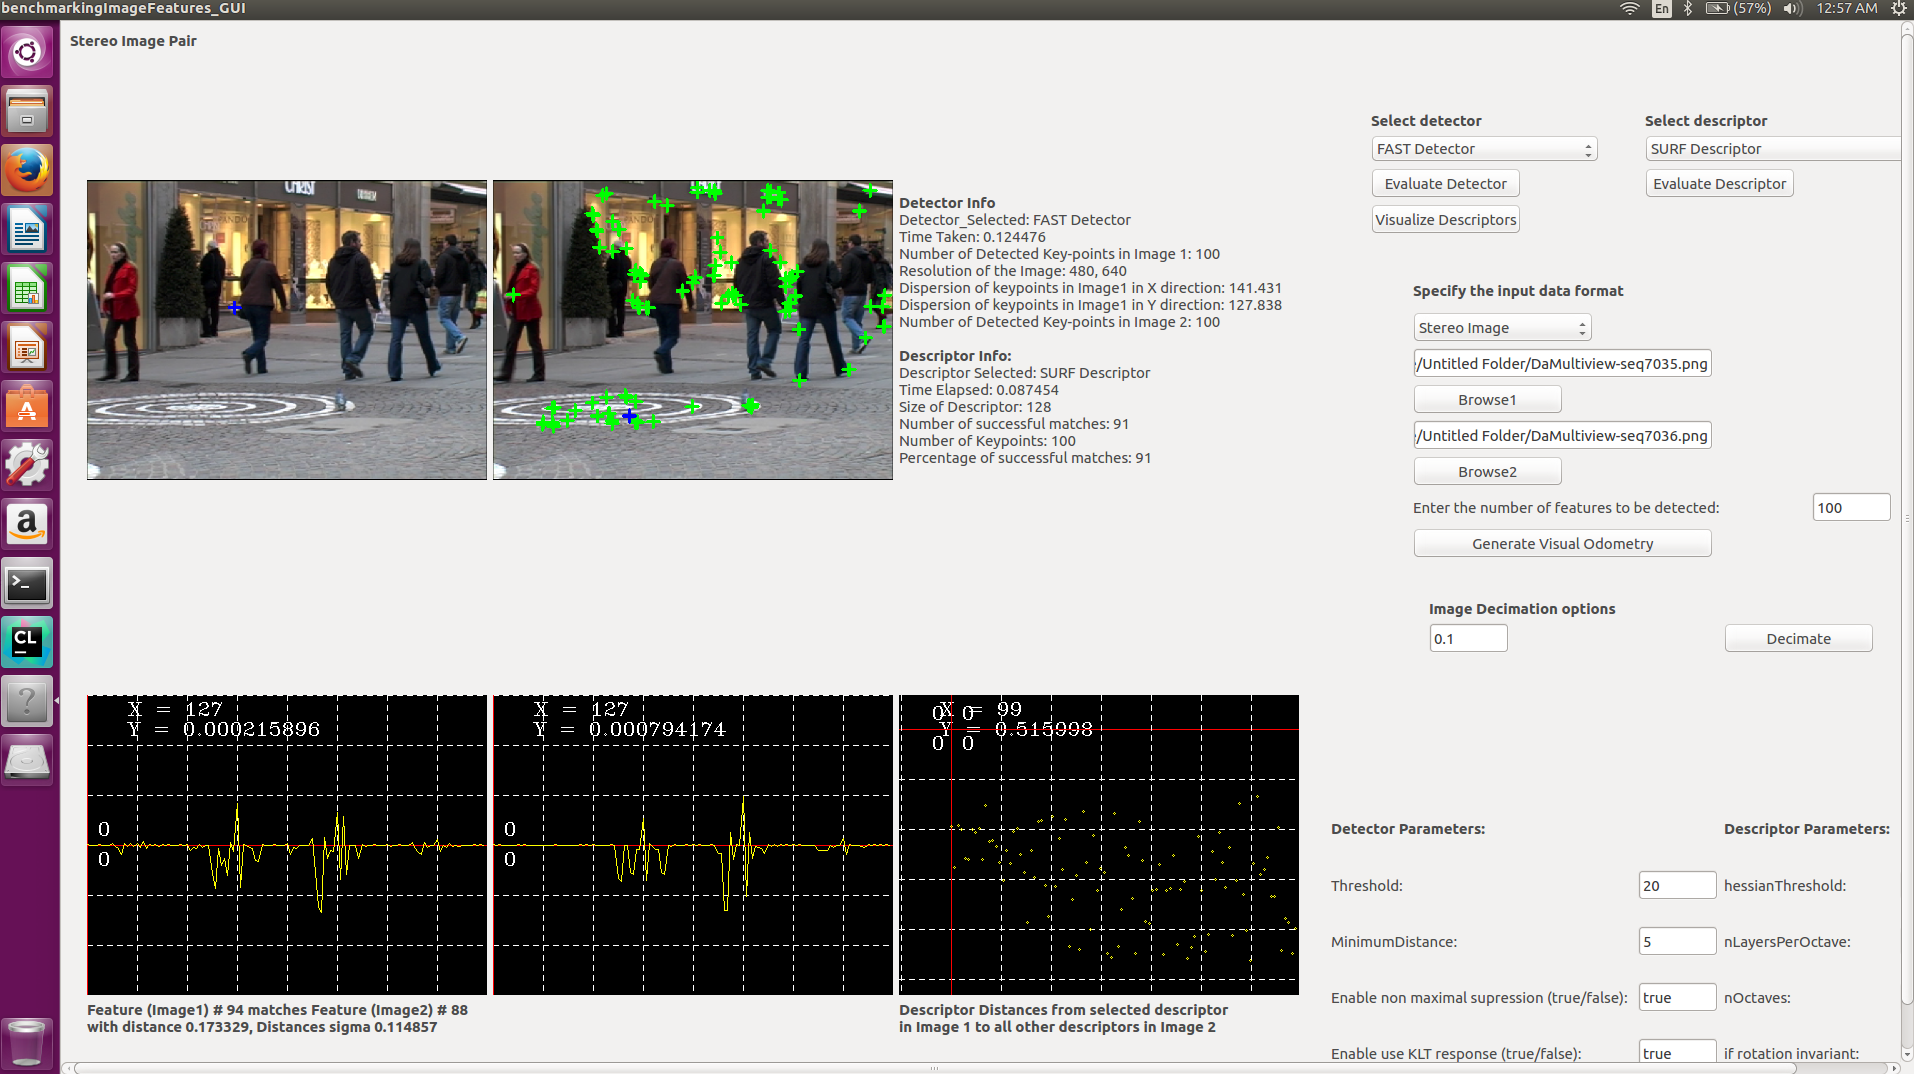 benchmarkingImageFeatures_GUI
En
(57%)
12:57 AM
Stereo Image Pair
Select detector
Select descriptor
FAST Detector
SURF Descriptor
Evaluate Detector
Evaluate Descriptor
Visualize Descriptors
CHRIST
Detector Info
Detector_Selected: FAST Detector
Time Taken: 0.124476
Number of Detected Key-points in Image 1: 100
Resolution of the Image: 480, 640
Dispersion of keypoints in Image1 in X direction: 141.431
Dispersion of keypoints in Image1 in Y direction: 127.838
Number of Detected Key-points in Image 2: 100
Descriptor Info:
Descriptor Selected: SURF Descriptor
Time Elapsed: 0.087454
Size of Descriptor: 128
Number of successful matches: 91
Number of Keypoints: 100
Percentage of successful matches: 91
Specify the input data format
Stereo Image
/Untitled Folder/DaMultiview-seq7035.png
Browse1
/Untitled Folder/DaMultiview-seq7036.png
Browse2
Enter the number of features to be detected:
100
Generate Visual Odometry
Image Decimation options
0.1
Decimate
X = 127
Y = 0.000215896
0
0
X = 127
Y = 0.000794174
0
0
X = 99
Y = 0.515998
0 0
0 0
Feature (Image1) # 94 matches Feature (Image2) # 88
with distance 0.173329, Distances sigma 0.114857
Descriptor Distances from selected descriptor
in Image 1 to all other descriptors in Image 2
Detector Parameters:
Descriptor Parameters:
Threshold:
20
hessianThreshold:
MinimumDistance:
5
nLayersPerOctave:
Enable non maximal supression (true/false):
true
nOctaves:
Enable use KLT response (true/false):
true
if rotation invariant:
CL